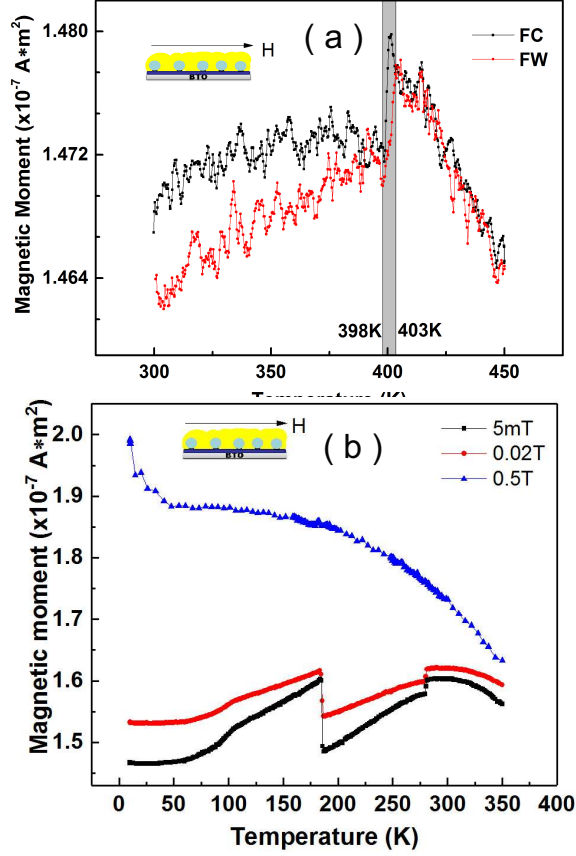 ( a )
H
BTO
FC
FW
Magnetic Moment (x10⁻⁷ A∗m²)
1.480
1.472
1.464
398K
403K
300
350
400
450
Temperature (K)
( b )
H
BTO
5mT
0.02T
0.5T
Magnetic moment (x10⁻⁷ A∗m²)
2.0
1.9
1.8
1.7
1.6
1.5
0
50
100
150
200
250
300
350
400
Temperature (K)